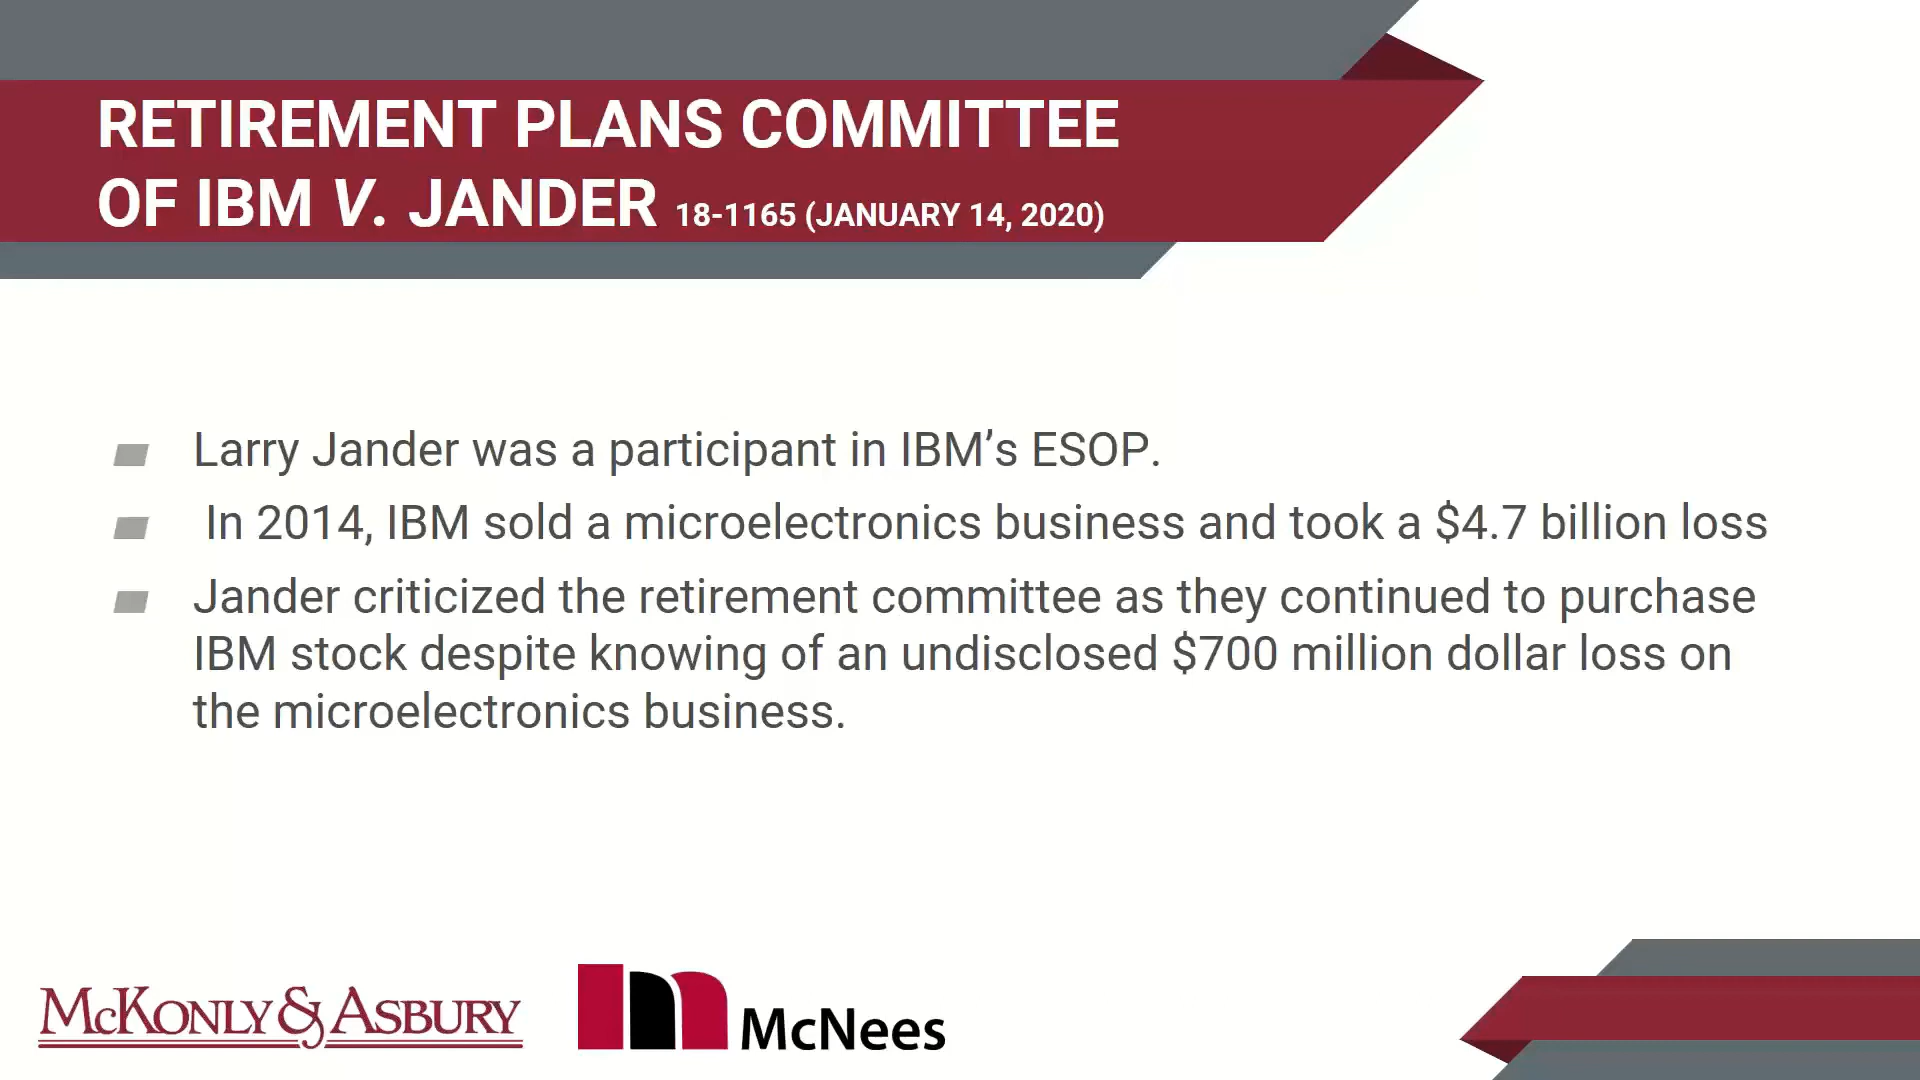 RETIREMENT PLANS COMMITTEE
OF IBM V. JANDER 18-1165 (JANUARY 14, 2020)
Larry Jander was a participant in IBM’s ESOP.
In 2014, IBM sold a microelectronics business and took a $4.7 billion loss
Jander criticized the retirement committee as they continued to purchase
IBM stock despite knowing of an undisclosed $700 million dollar loss on
the microelectronics business.
McKonly & Asbury
McNees